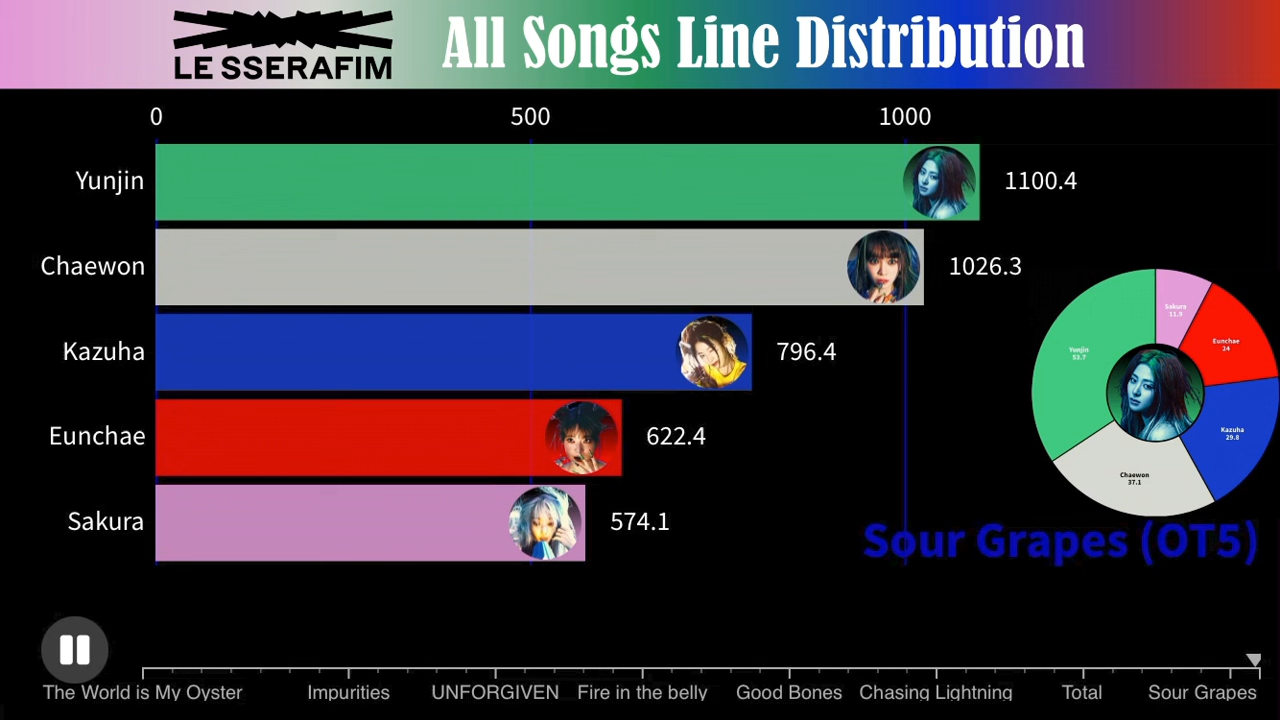 LE SSERAFIM
All Songs Line Distribution
0 500 1000
Yunjin 1100.4
Chaewon 1026.3
Kazuha 796.4
Eunchae 622.4
Sakura 574.1
Sakura
11.9
Eunchae
24
Kazuha
29.8
Chaewon
37.1
Yunjin
53.7
Sour Grapes (OT5)
The World is My Oyster Impurities UNFORGIVEN Fire in the belly Good Bones Chasing Lightning Total Sour Grapes